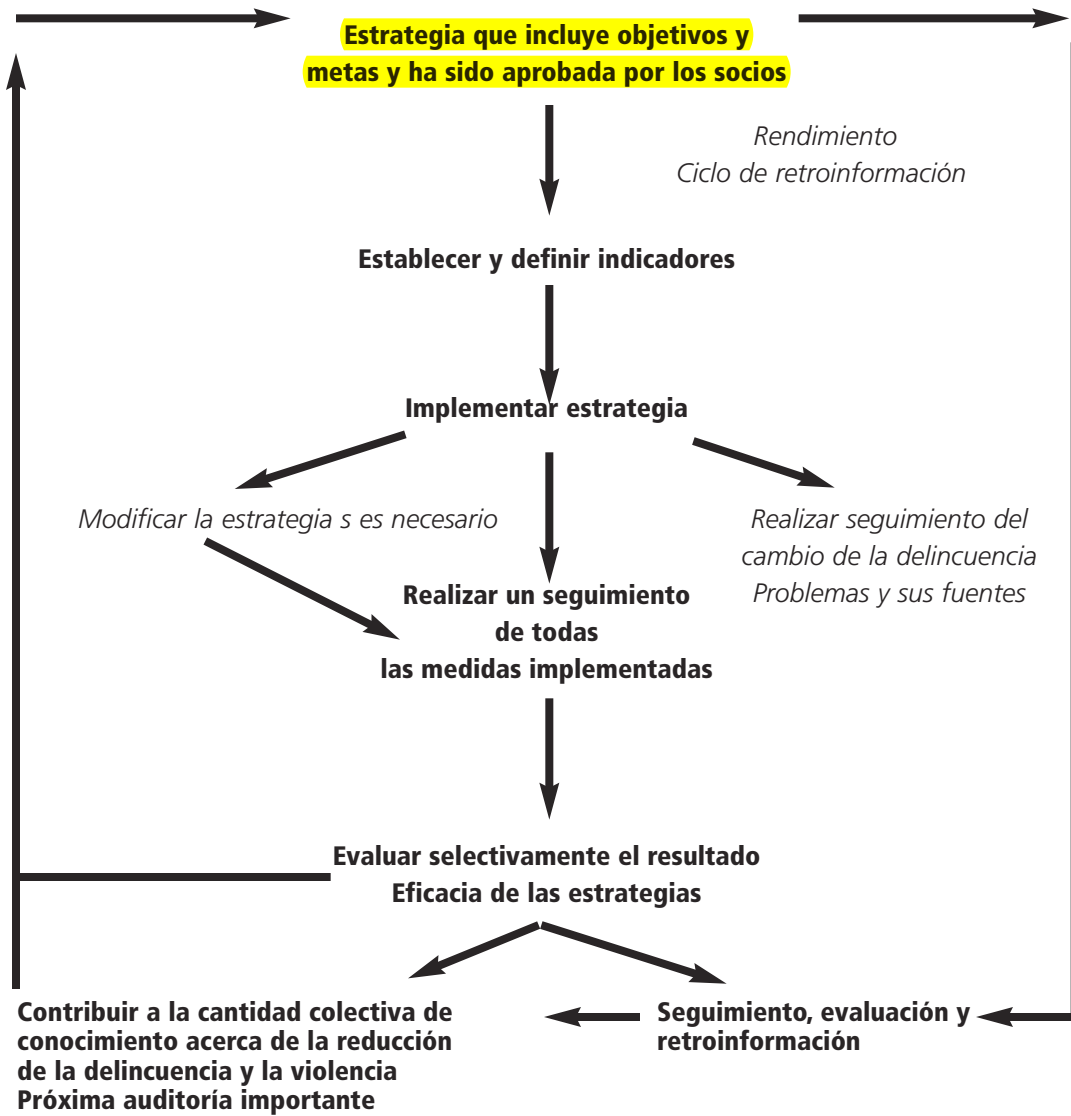 Estrategia que incluye objetivos y
metas y ha sido aprobada por los socios
Rendimiento
Ciclo de retroinformación
Establecer y definir indicadores
Implementar estrategia
Modificar la estrategia s es necesario
Realizar seguimiento del
cambio de la delincuencia
Problemas y sus fuentes
Realizar un seguimiento
de todas
las medidas implementadas
Evaluar selectivamente el resultado
Eficacia de las estrategias
Contribuir a la cantidad colectiva de
conocimiento acerca de la reducción
de la delincuencia y la violencia
Próxima auditoría importante
Seguimiento, evaluación y
retroinformación